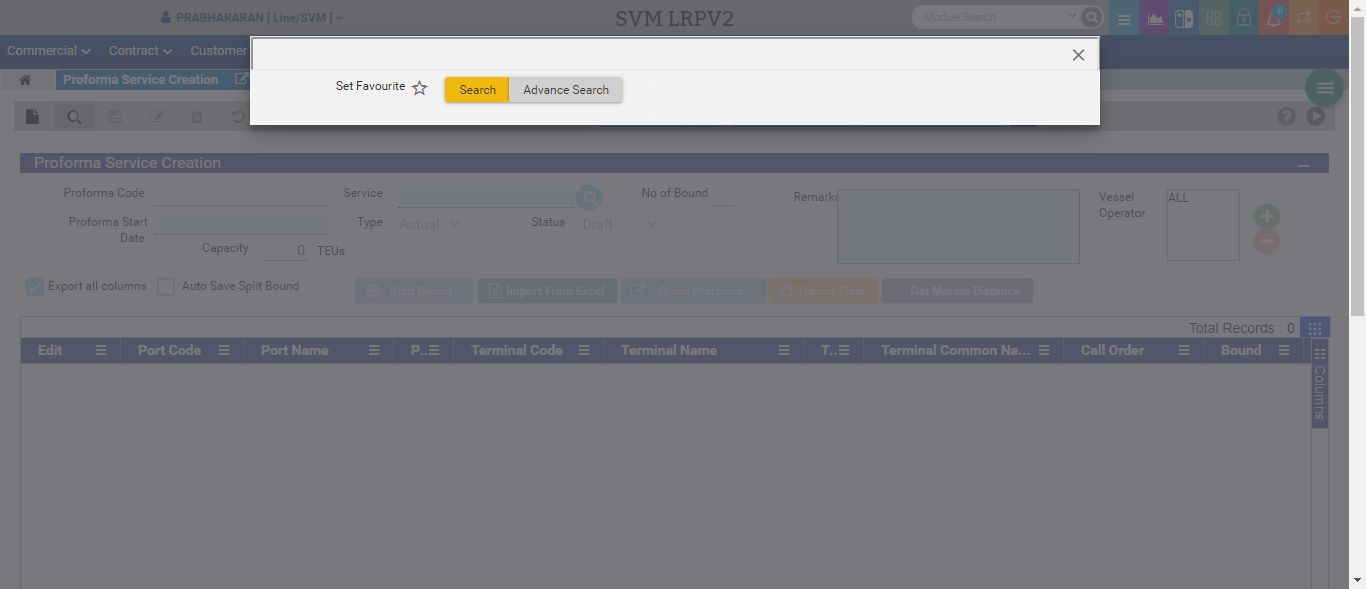 PRABHAKARAN [ Line/SVM ] ~
SVM LRPV2
Module Search
0
Commercial
Contract
Customer
Proforma Service Creation
Set Favourite
Search
Advance Search
Proforma Service Creation
Proforma Code
Service
No of Bound
Remarks
Vessel Operator
ALL
Proforma Start Date
Type
Actual
Status
Draft
Capacity
0
TEUs
Export all columns
Auto Save Split Bound
Split Bound
Import From Excel
Quick Proforma
Transit Time
Get Marine Distance
Total Records : 0
Edit
Port Code
Port Name
P..
Terminal Code
Terminal Name
T..
Terminal Common Na...
Call Order
Bound
Columns